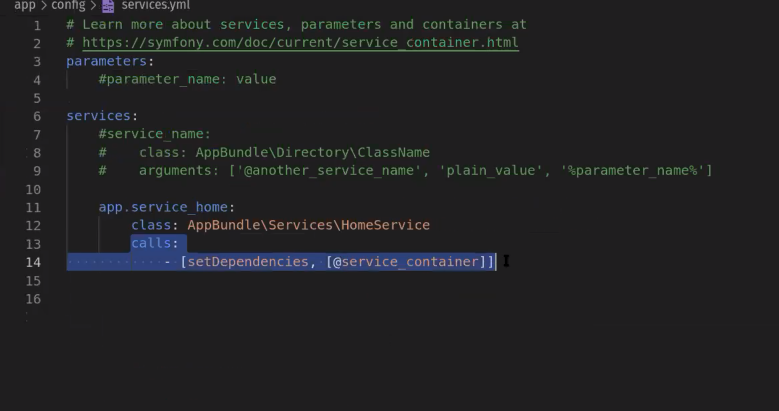 app > config > services.yml
1 # Learn more about services, parameters and containers at
2 # https://symfony.com/doc/current/service_container.html
3 parameters:
4 #parameter_name: value
5
6 services:
7 #service_name:
8 # class: AppBundle\Directory\ClassName
9 # arguments: ['@another_service_name', 'plain_value', '%parameter_name%']
10
11 app.service_home:
12 class: AppBundle\Services\HomeService
13 calls:
14 - [setDependencies, [@service_container]]
15
16